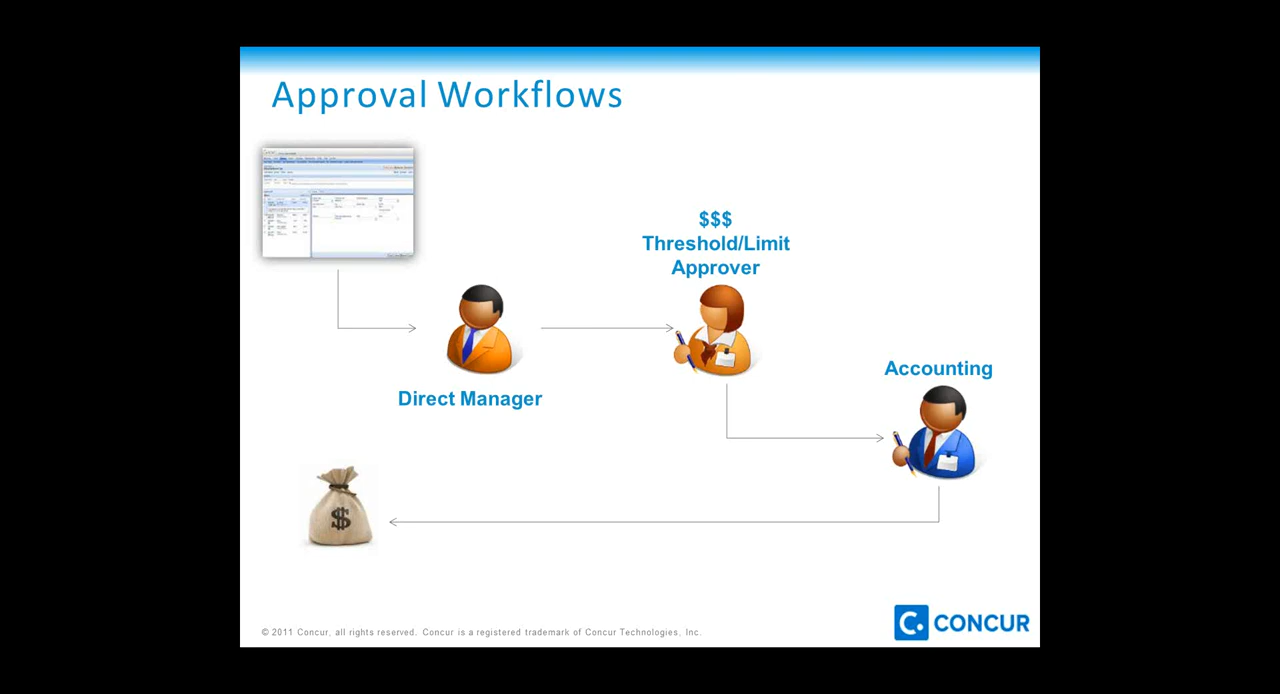 Approval Workflows
$$$
Threshold/Limit
Approver
Direct Manager
Accounting
$
© 2011 Concur, all rights reserved. Concur is a registered trademark of Concur Technologies, Inc.
C. CONCUR